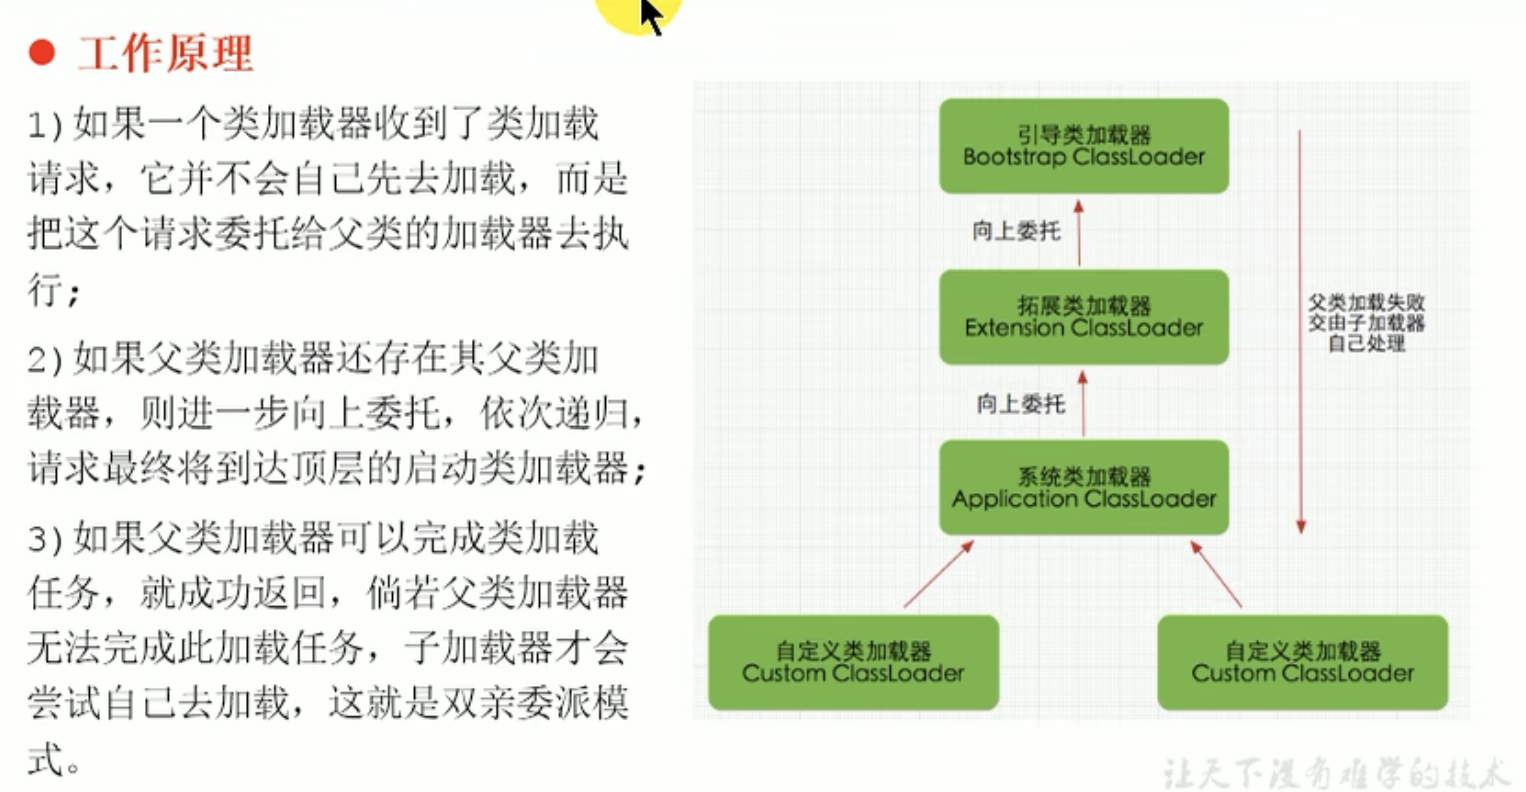 工作原理
1)如果一个类加载器收到了类加载
请求，它并不会自己先去加载，而是
把这个请求委托给父类的加载器去执
行；
2)如果父类加载器还存在其父类加
载器，则进一步向上委托，依次递归，
请求最终将到达顶层的启动类加载器；
3)如果父类加载器可以完成类加载
任务，就成功返回，倘若父类加载器
无法完成此加载任务，子加载器才会
尝试自己去加载，这就是双亲委派模
式。
引导类加载器
Bootstrap ClassLoader
向上委托
拓展类加载器
Extension ClassLoader
父类加载失败
交由子加载器
自己处理
向上委托
系统类加载器
Application ClassLoader
自定义类加载器
Custom ClassLoader
自定义类加载器
Custom ClassLoader
让天下没有难学的技术